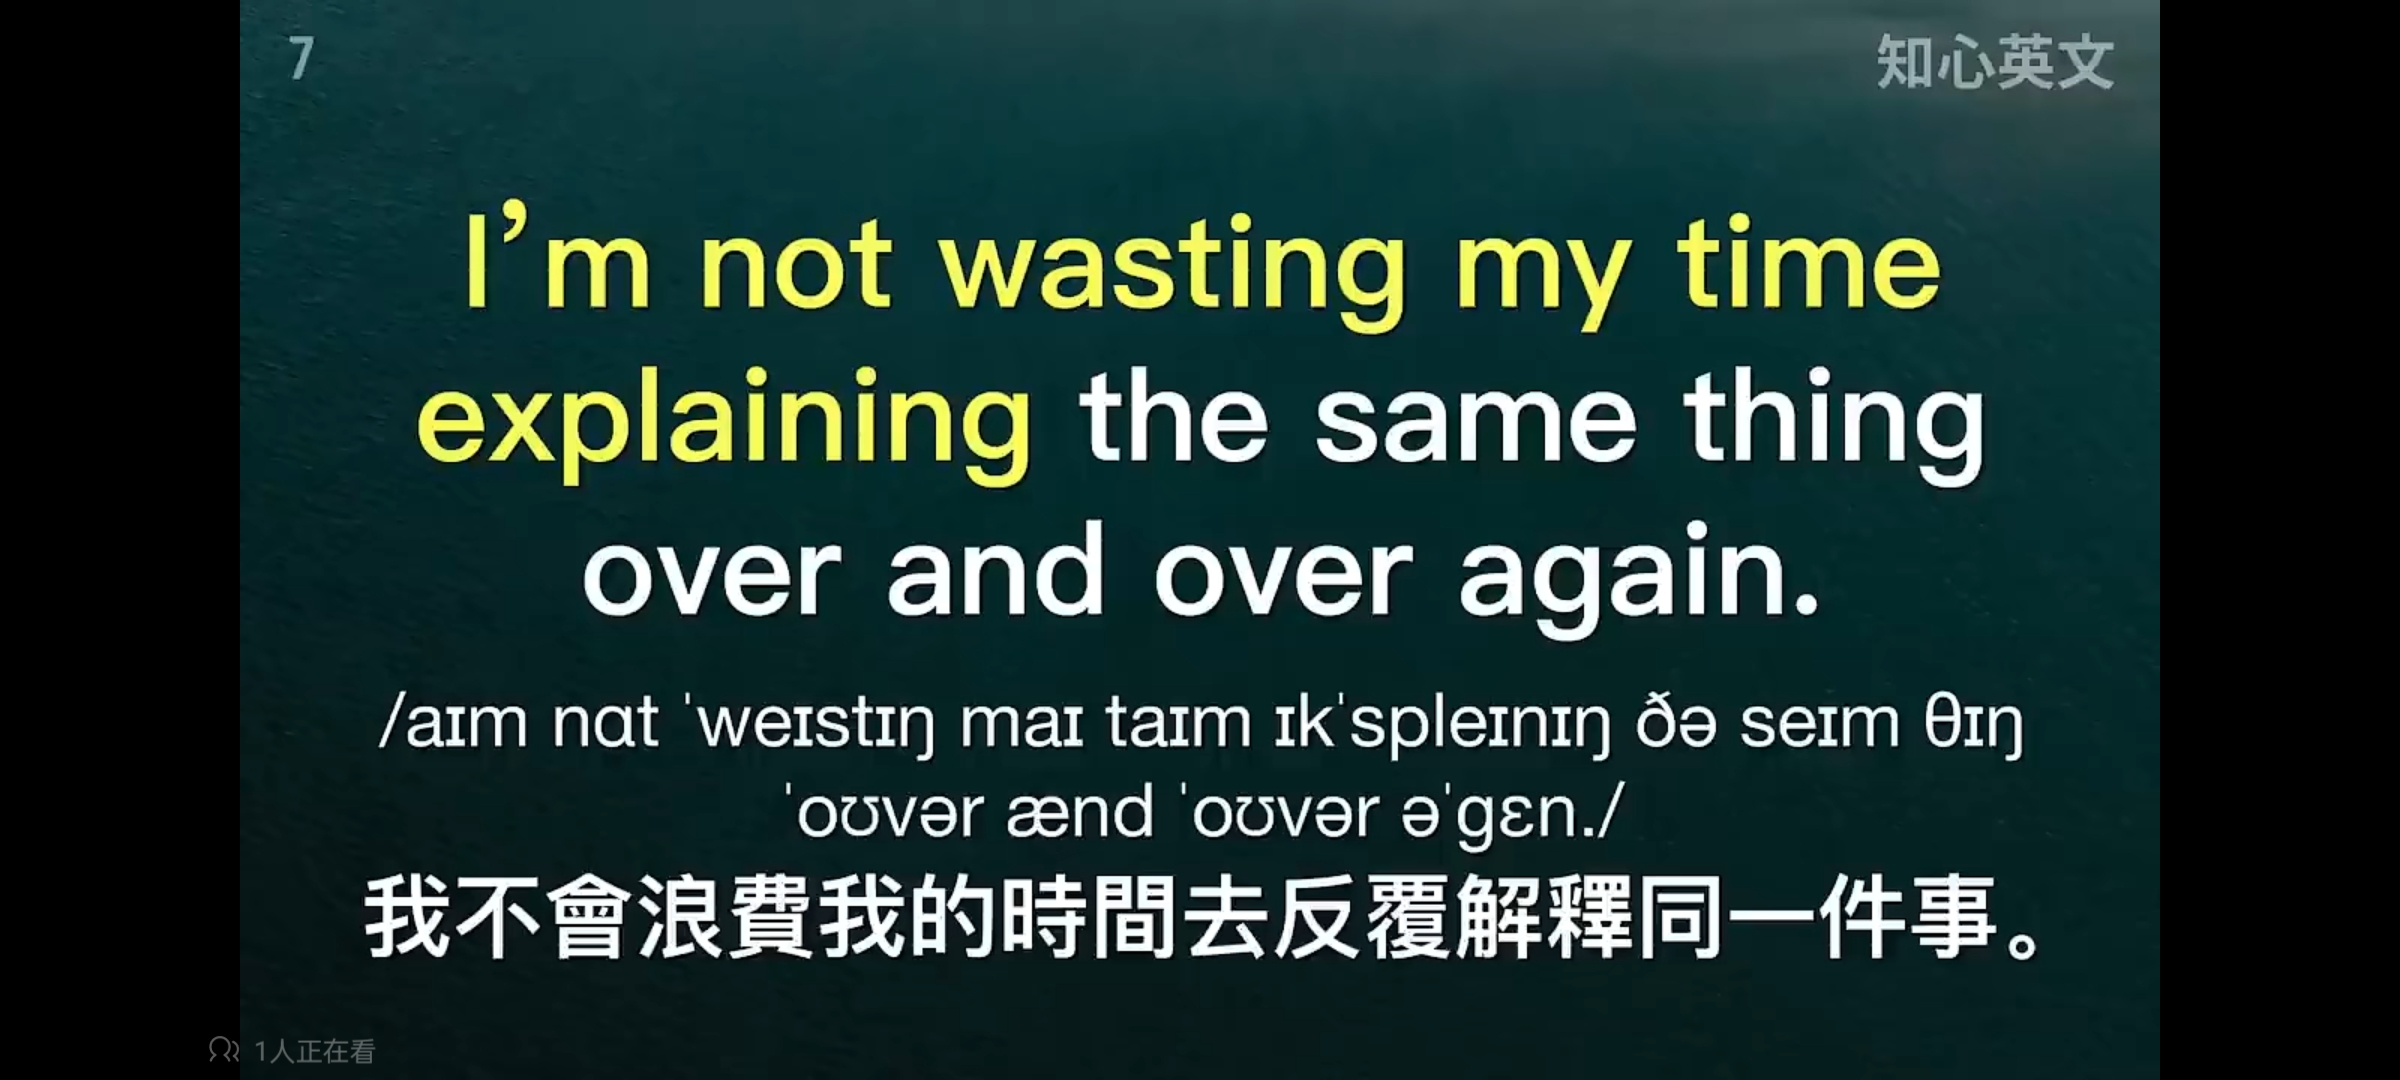 7
知心英文
I’m not wasting my time
explaining the same thing
over and over again.
/aɪm nɑt ˈweɪstɪŋ maɪ taɪm ɪkˈspleɪnɪŋ ðə seɪm θɪŋ
ˈoʊvər ænd ˈoʊvər əˈgɛn./
我不會浪費我的時間去反覆解釋同一件事。
1人正在看